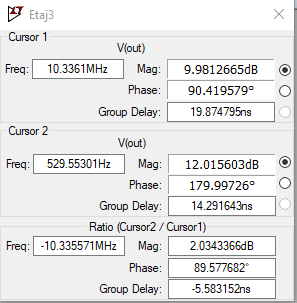 Etaj3
Cursor 1
V(out)
Freq: 10.3361MHz Mag: 9.9812665dB
Phase: 90.419579°
Group Delay: 19.874795ns
Cursor 2
V(out)
Freq: 529.55301Hz Mag: 12.015603dB
Phase: 179.99726°
Group Delay: 14.291643ns
Ratio (Cursor2 / Cursor1)
Freq: -10.335571MHz Mag: 2.0343366dB
Phase: 89.577682°
Group Delay: -5.583152ns